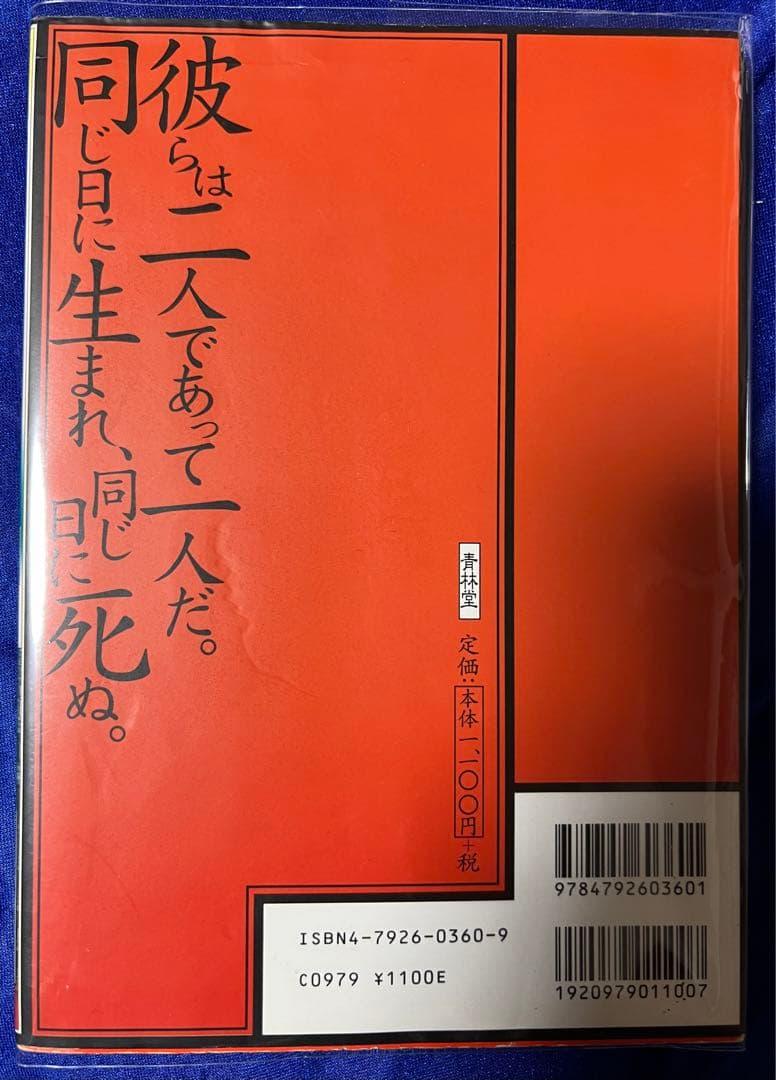 彼らは二人であって一人だ。
同じ日に生まれ、同じ日に死ぬ。
青林堂
定価:本体一、一〇〇円+税
9784792603601
ISBN4-7926-0360-9
C0979 ¥1100E
1920979011007